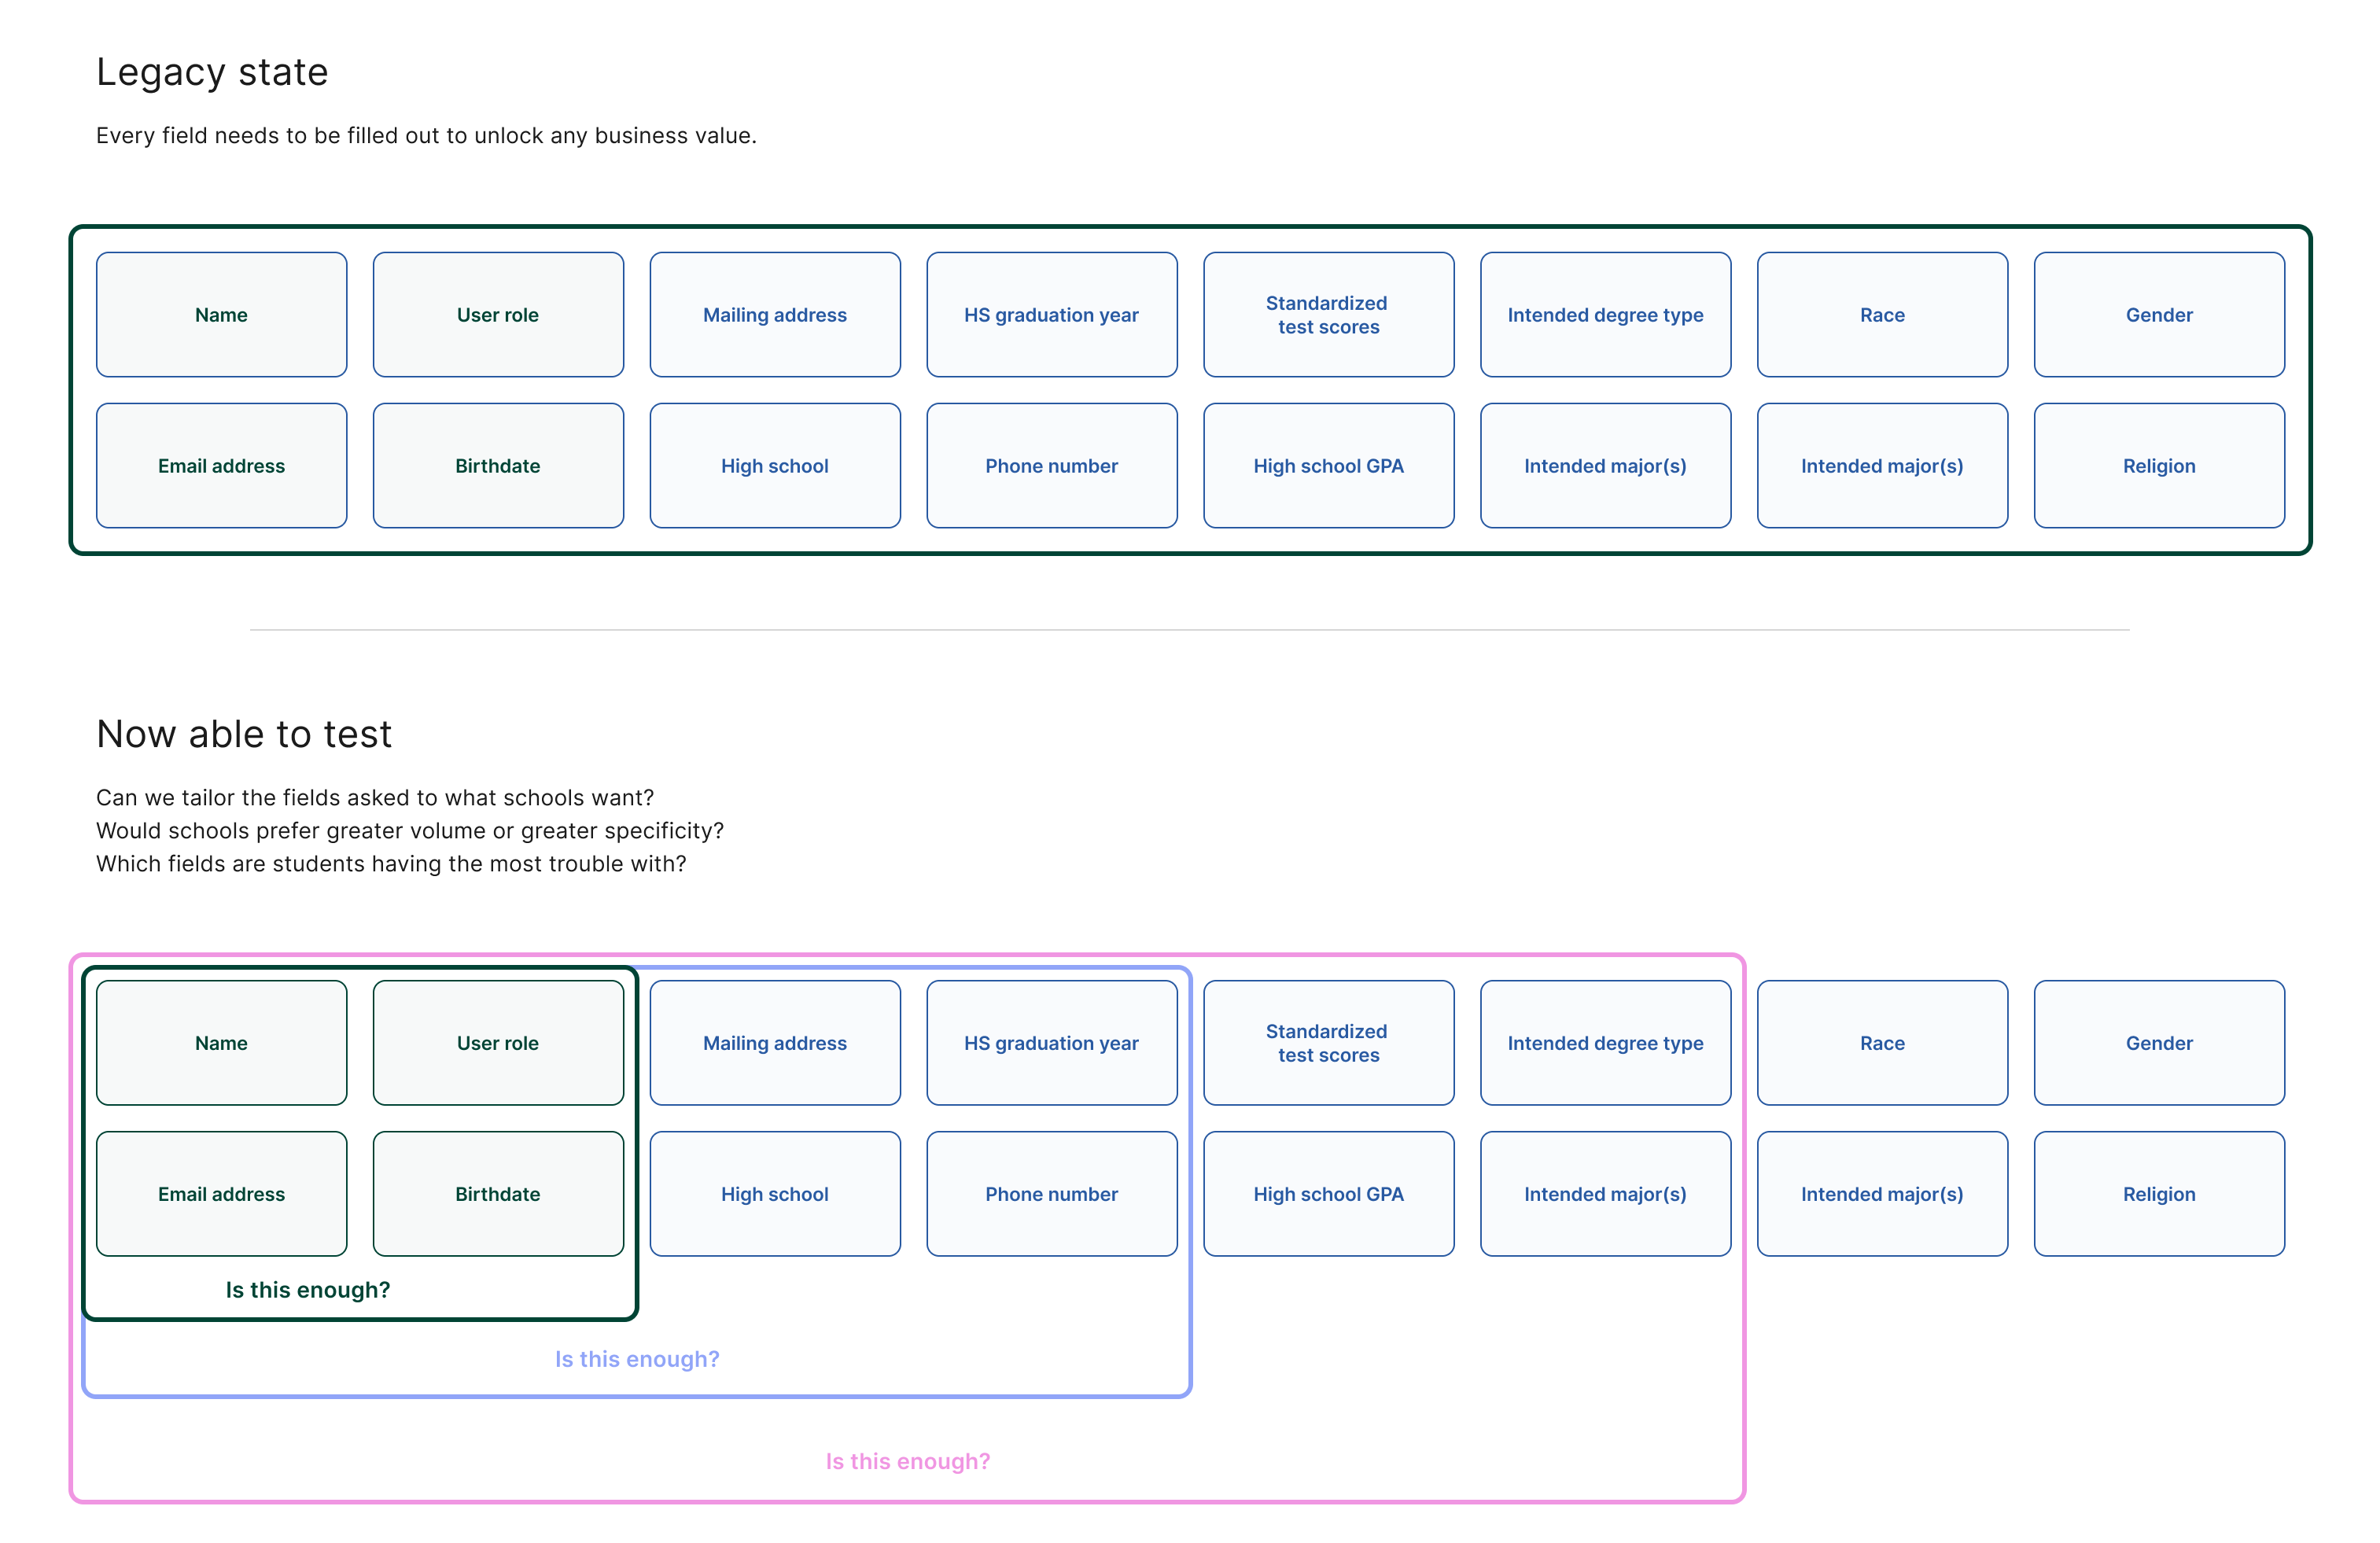 Legacy state
Every field needs to be filled out to unlock any business value.
Name
User role
Mailing address
HS graduation year
Standardized
test scores
Intended degree type
Race
Gender
Email address
Birthdate
High school
Phone number
High school GPA
Intended major(s)
Intended major(s)
Religion
Now able to test
Can we tailor the fields asked to what schools want?
Would schools prefer greater volume or greater specificity?
Which fields are students having the most trouble with?
Name
User role
Mailing address
HS graduation year
Standardized
test scores
Intended degree type
Race
Gender
Email address
Birthdate
High school
Phone number
High school GPA
Intended major(s)
Intended major(s)
Religion
Is this enough?
Is this enough?
Is this enough?